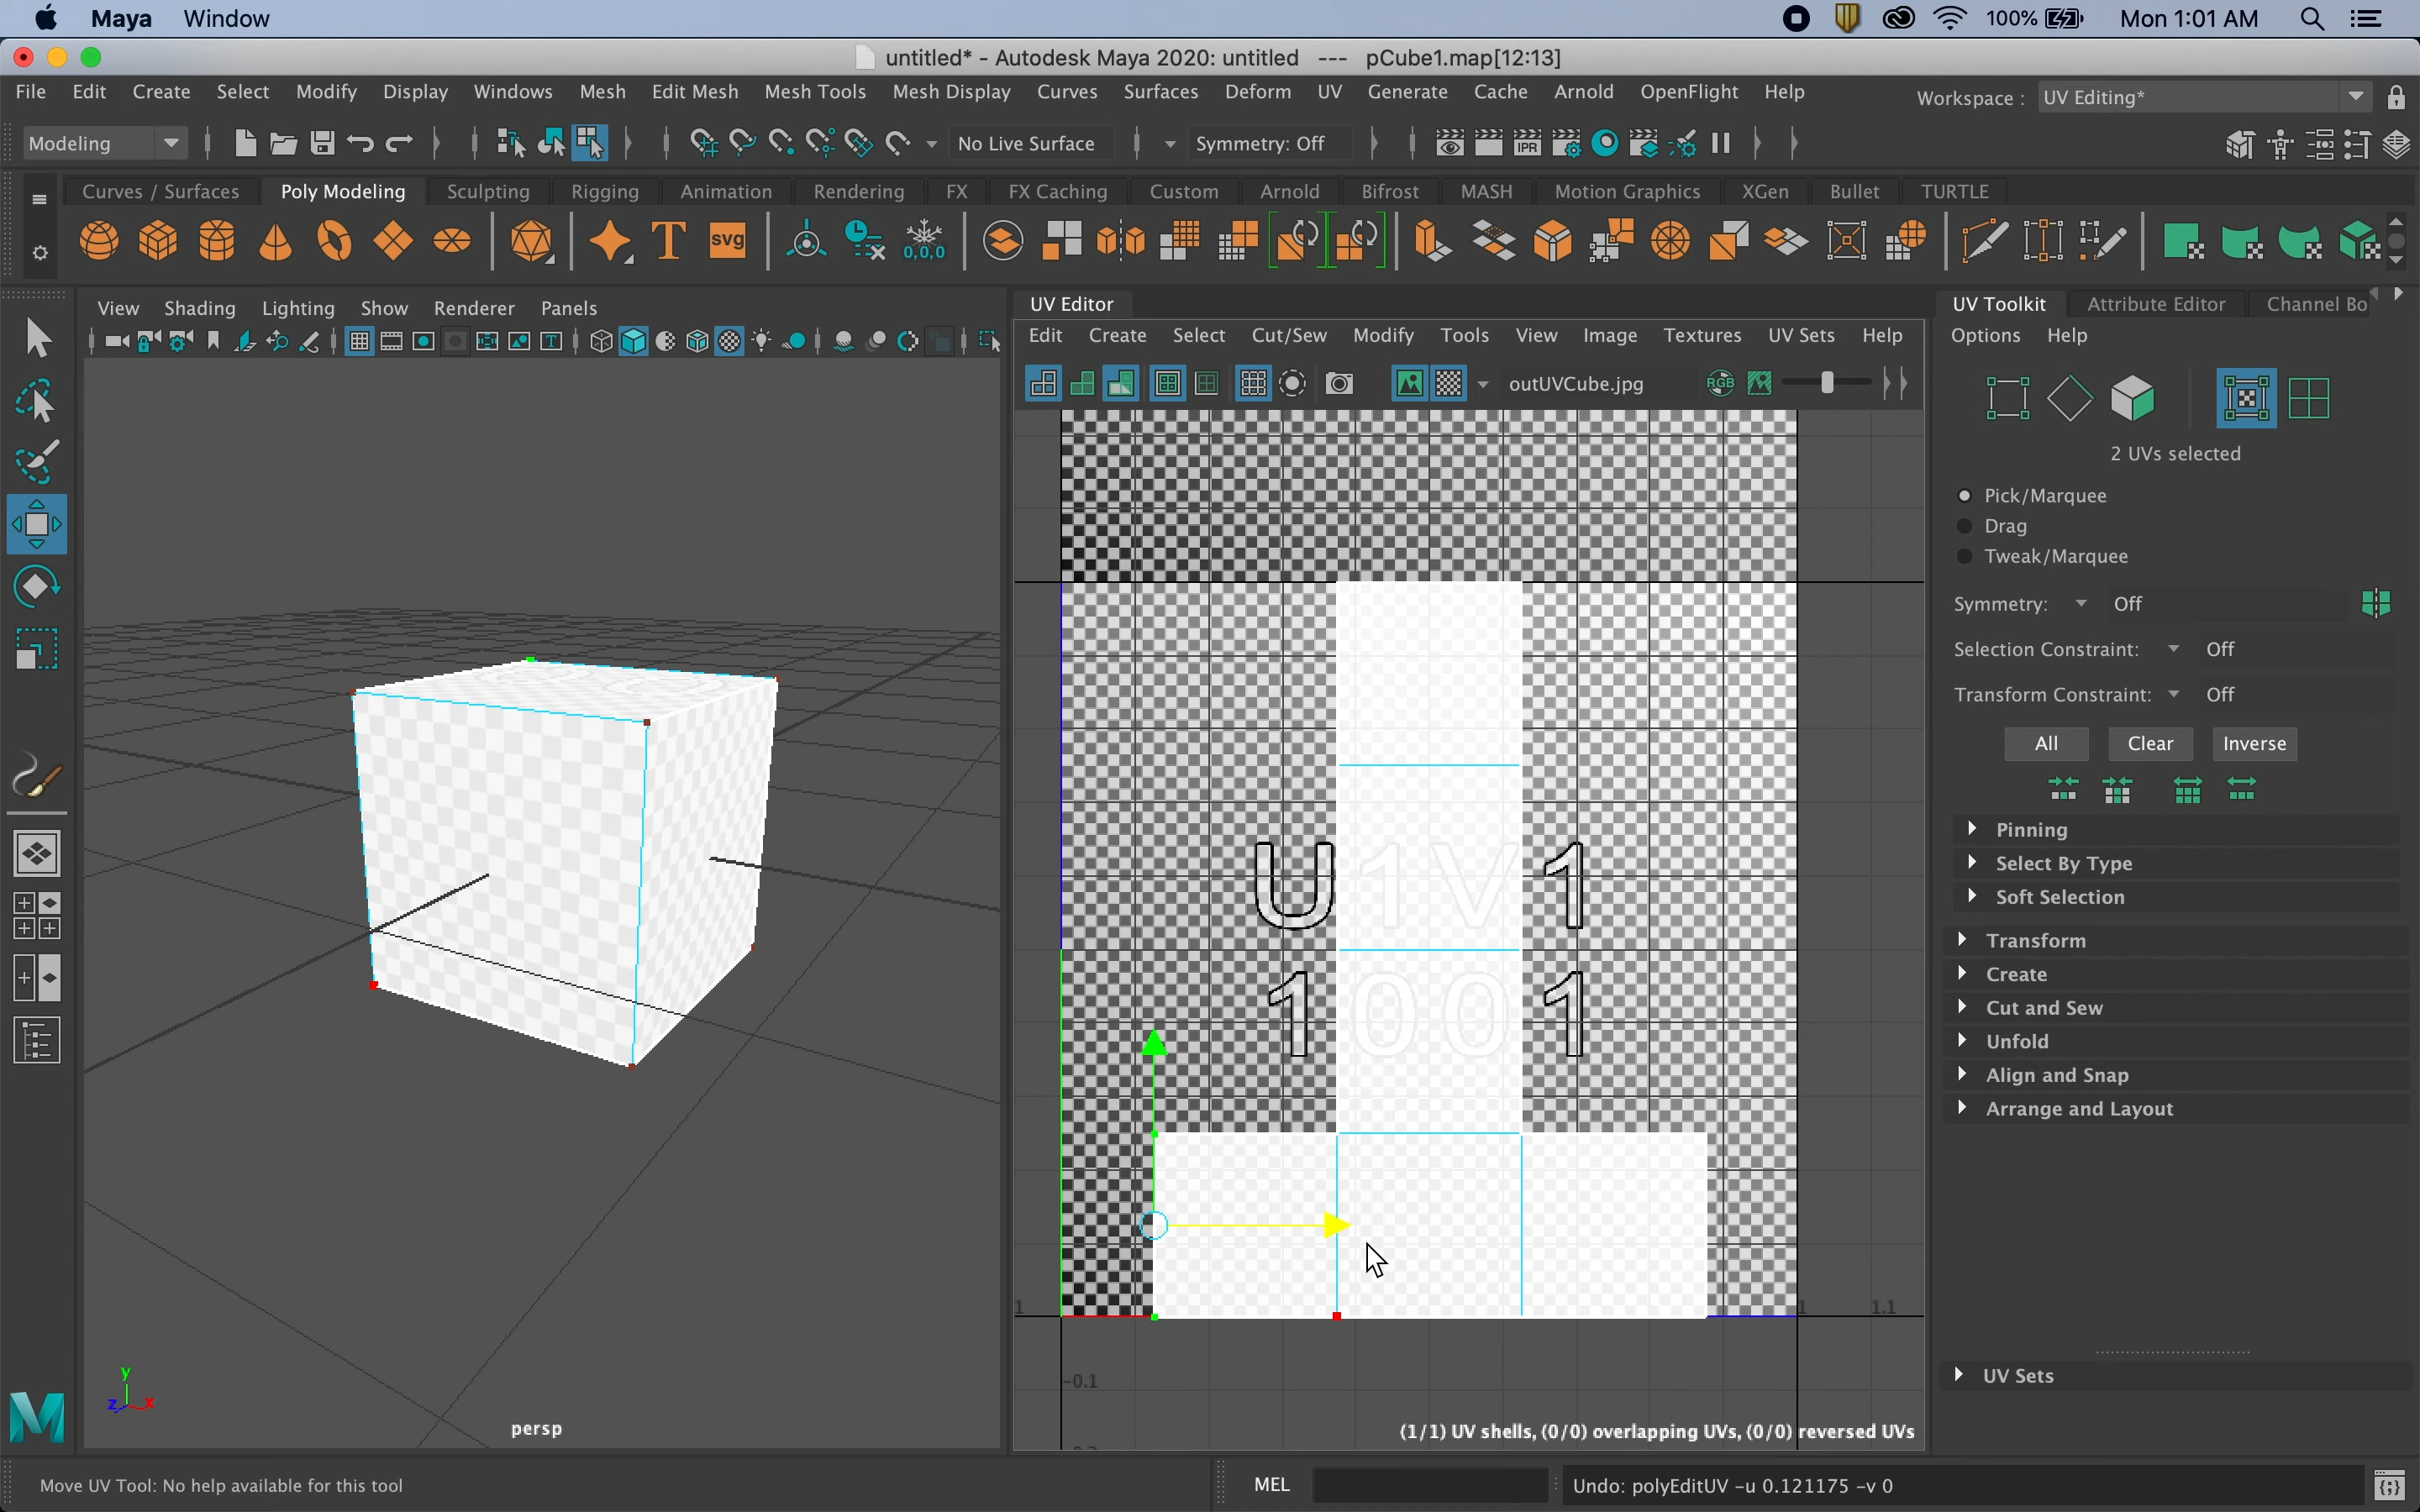 Maya Window 100% Mon 1:01 AM
untitled* - Autodesk Maya 2020: untitled --- pCube1.map[12:13]
File Edit Create Select Modify Display Windows Mesh Edit Mesh Mesh Tools Mesh Display Curves Surfaces Deform UV Generate Cache Arnold OpenFlight Help Workspace : UV Editing*
Modeling No Live Surface Symmetry: Off IPR
Curves / Surfaces Poly Modeling Sculpting Rigging Animation Rendering FX FX Caching Custom Arnold Bifrost MASH Motion Graphics XGen Bullet TURTLE
T svg 0,0,0
View Shading Lighting Show Renderer Panels
UV Editor
Edit Create Select Cut/Sew Modify Tools View Image Textures UV Sets Help
outUVCube.jpg RGB
U1V1
1001
1 1 1.1
-0.1
(1/1) UV shells, (0/0) overlapping UVs, (0/0) reversed UVs
y
z x
persp
UV Toolkit Attribute Editor Channel Bo
Options Help
2 UVs selected
Pick/Marquee
Drag
Tweak/Marquee
Symmetry: Off
Selection Constraint: Off
Transform Constraint: Off
All Clear Inverse
Pinning
Select By Type
Soft Selection
Transform
Create
Cut and Sew
Unfold
Align and Snap
Arrange and Layout
UV Sets
Move UV Tool: No help available for this tool MEL Undo: polyEditUV -u 0.121175 -v 0